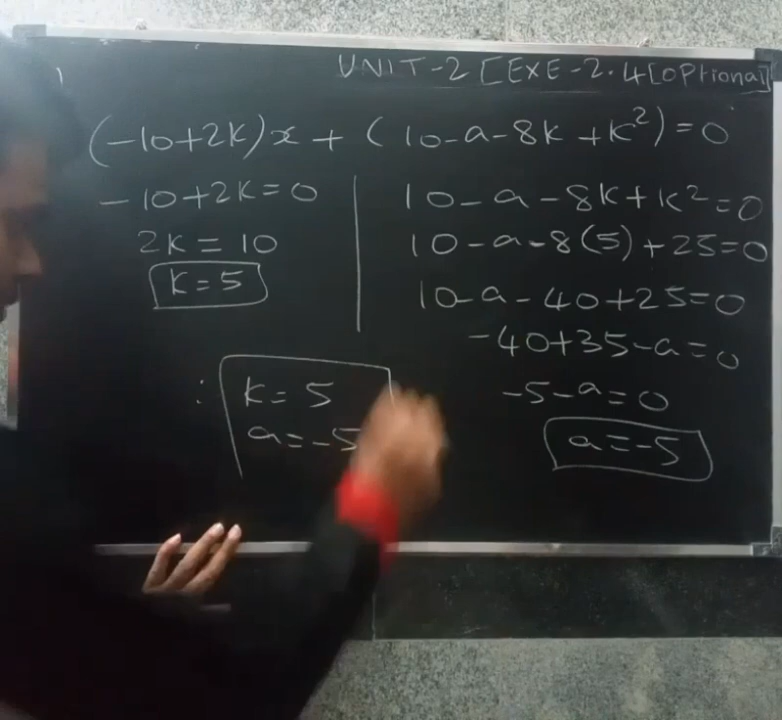 UNIT-2 [EXE-2.4[Optional]
(-10+2k)x + (10-a-8k+k²)=0
-10+2k=0
2k=10
k=5
10-a-8k+k²=0
10-a-8(5)+25=0
10-a-40+25=0
-40+35-a=0
-5-a=0
a=-5
∴ k=5
a=-5